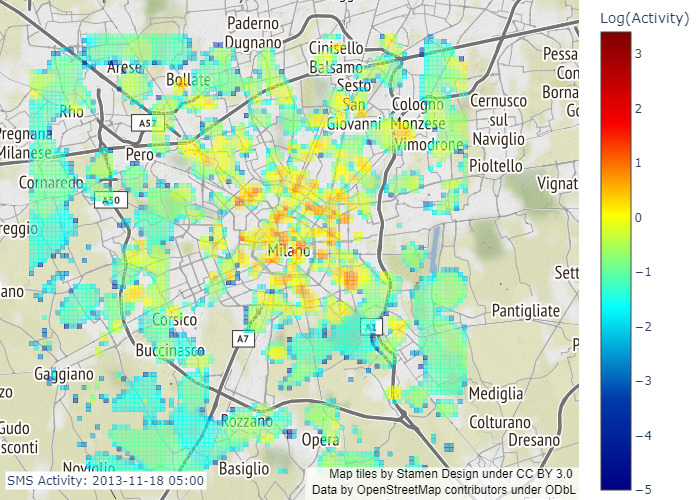 Paderno
Dugnano
Cinisello
Balsamo
Sesto
San
Giovanni
Arese
Bollate
Rho
A52
Pero
Cologno
Monzese
Vimodrone
Cernusco
sul
Naviglio
Pioltello
Pessa
Con
Borna
Go
Vignat
Pregnana
Milanese
Cornaredo
A50
reggio
Milano
ano
Sett
Pantigliate
Corsico
A7
A1
Buccinasco
P
Gaggiano
zo
Mediglia
Colturano
Dresano
Gudo
sconti
Rozzano
Opera
Noviglio
Basiglio
SMS Activity: 2013-11-18 05:00
Map tiles by Stamen Design under CC BY 3.0
Data by OpenStreetMap contributors under ODbL
Log(Activity)
3
2
1
0
−1
−2
−3
−4
−5